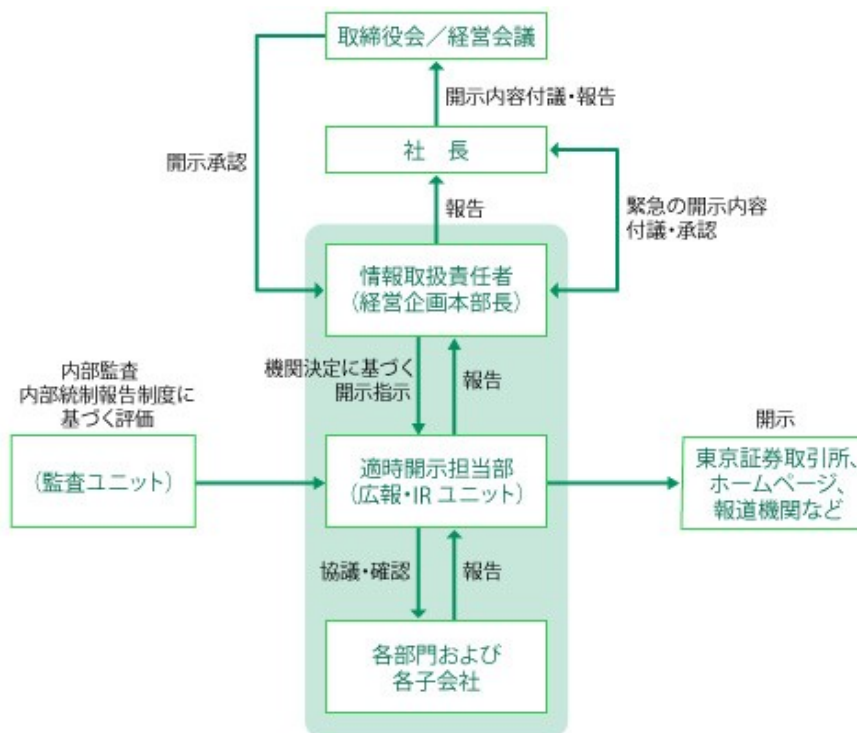 取締役会／経営会議
開示内容付議・報告
社　長
開示承認
報告
緊急の開示内容
付議・承認
情報取扱責任者
（経営企画本部長）
機関決定に基づく
開示指示
報告
内部監査
内部統制報告制度に
基づく評価
（監査ユニット）
適時開示担当部
（広報・IR ユニット）
開示
東京証券取引所、
ホームページ、
報道機関など
協議・確認
報告
各部門および
各子会社